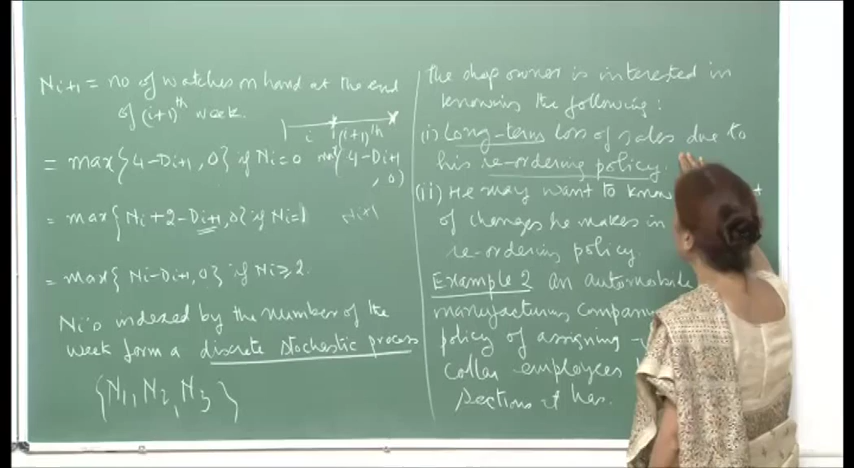 Ni+1 = no of watches on hand at the end
of (i+1)th week.
i (i+1)th
= max{4-Di+1, 0} if Ni=0
{4-Di+1
, 0)
= max{Ni+2-Di+1, 0} if Ni=1
Ni+1
= max{Ni-Di+1, 0} if Ni≥2.
Ni's indexed by the number of the
week form a discrete stochastic process
{N1, N2, N3}
The shop owner is interested in
knowing the following:
(i) Long-term loss of sales due to
his re-ordering policy.
(ii) He may want to know
of changes he makes in
re-ordering policy.
Example 2 An automobile
manufacturing
policy of assigning
collar employees
sections it has.